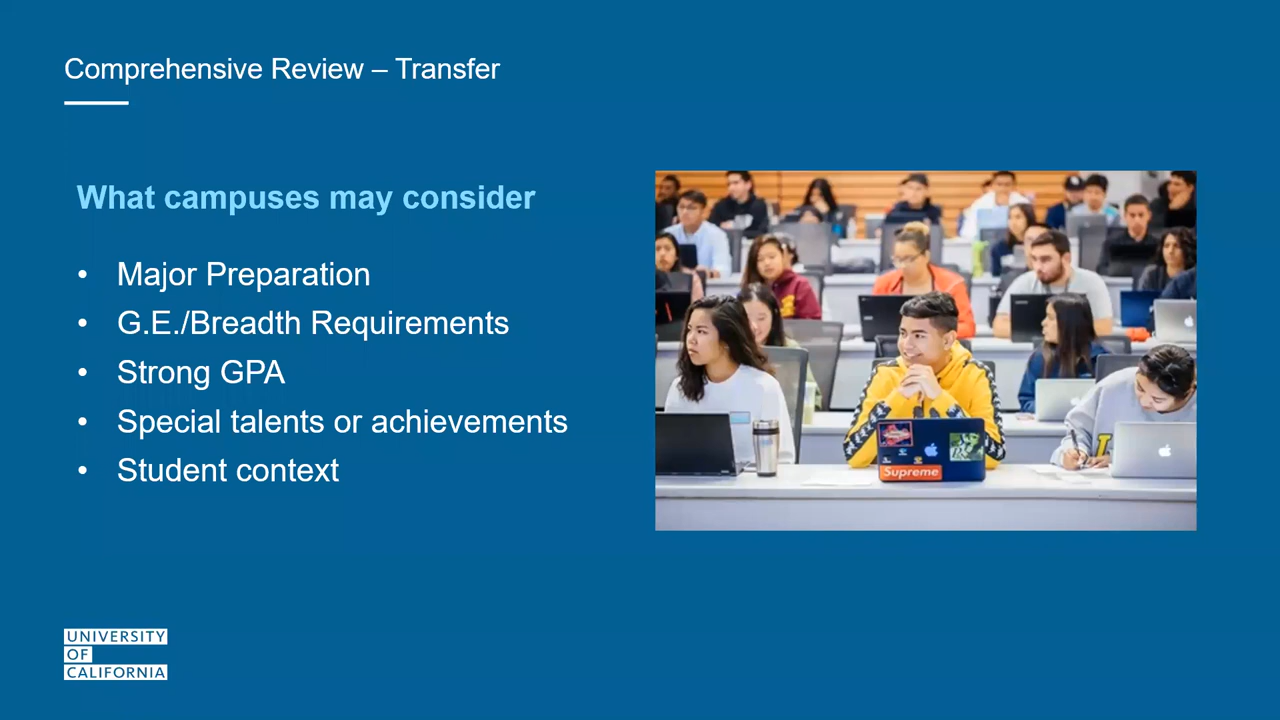 Comprehensive Review – Transfer
What campuses may consider
• Major Preparation
• G.E./Breadth Requirements
• Strong GPA
• Special talents or achievements
• Student context
Supreme
UNIVERSITY
OF
CALIFORNIA